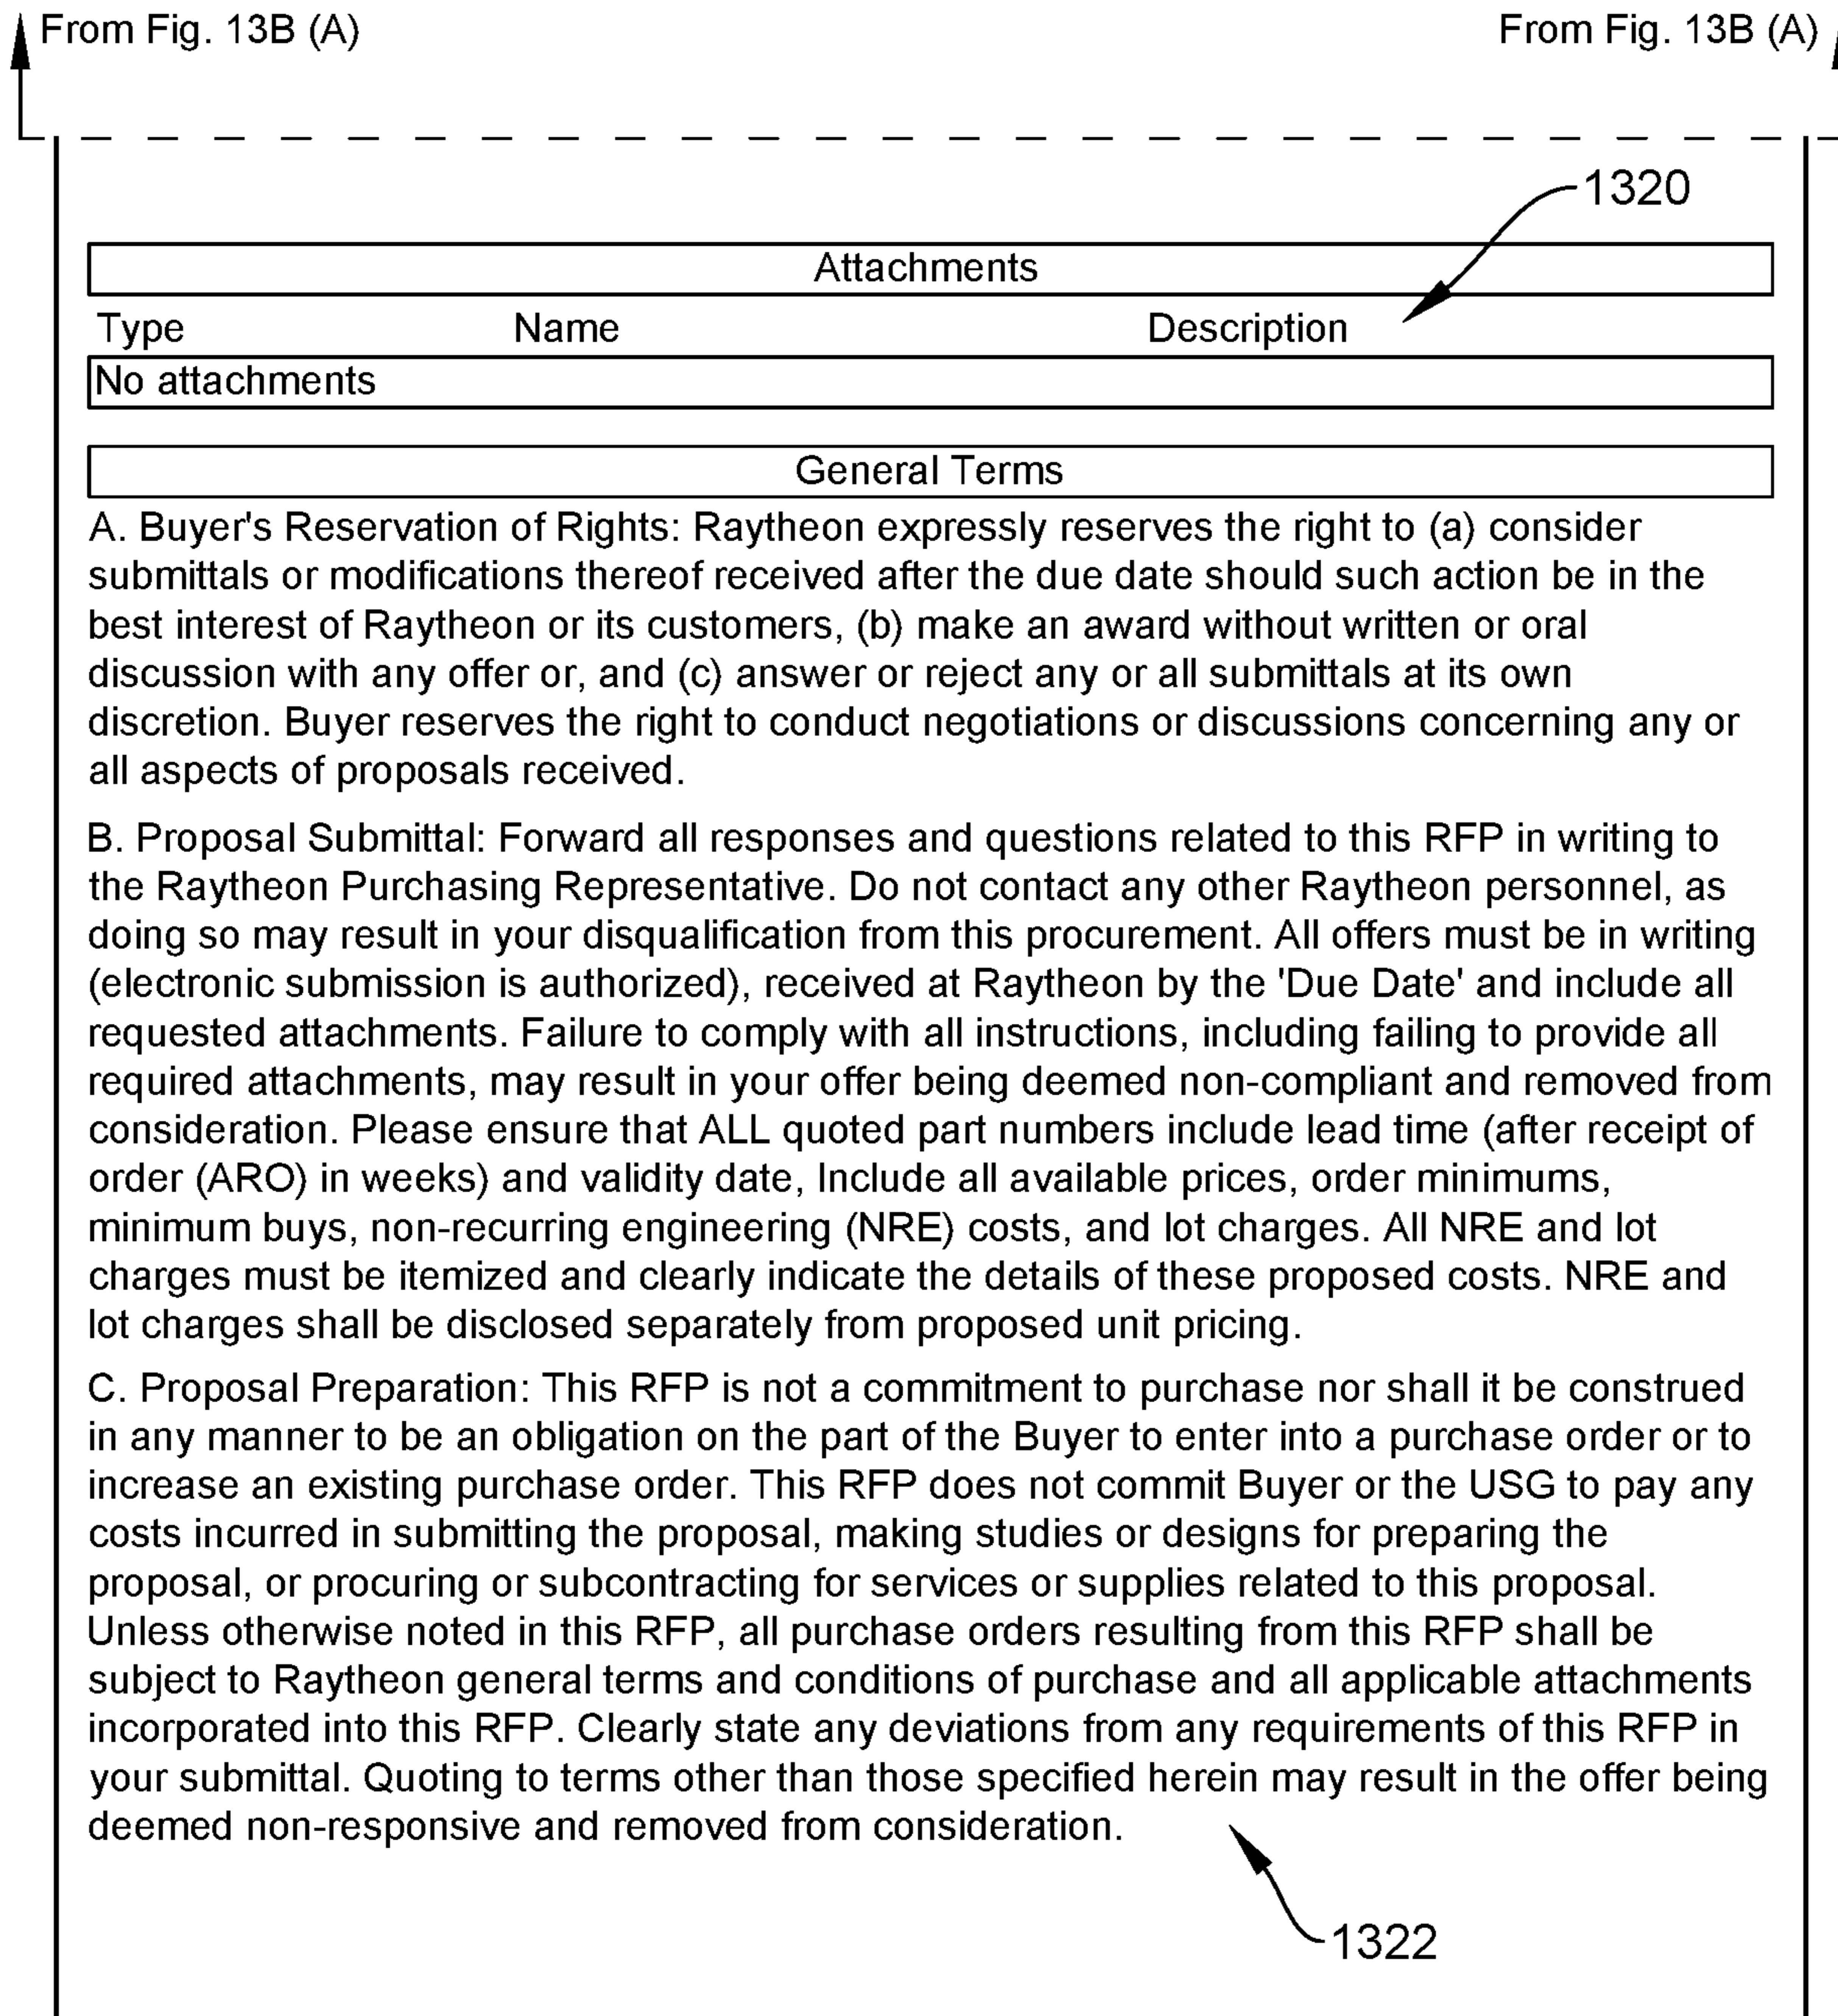 From Fig. 13B (A)
From Fig. 13B (A)
1320
Attachments
Type Name Description
No attachments
General Terms
A. Buyer's Reservation of Rights: Raytheon expressly reserves the right to (a) consider
submittals or modifications thereof received after the due date should such action be in the
best interest of Raytheon or its customers, (b) make an award without written or oral
discussion with any offer or, and (c) answer or reject any or all submittals at its own
discretion. Buyer reserves the right to conduct negotiations or discussions concerning any or
all aspects of proposals received.
B. Proposal Submittal: Forward all responses and questions related to this RFP in writing to
the Raytheon Purchasing Representative. Do not contact any other Raytheon personnel, as
doing so may result in your disqualification from this procurement. All offers must be in writing
(electronic submission is authorized), received at Raytheon by the 'Due Date' and include all
requested attachments. Failure to comply with all instructions, including failing to provide all
required attachments, may result in your offer being deemed non-compliant and removed from
consideration. Please ensure that ALL quoted part numbers include lead time (after receipt of
order (ARO) in weeks) and validity date, Include all available prices, order minimums,
minimum buys, non-recurring engineering (NRE) costs, and lot charges. All NRE and lot
charges must be itemized and clearly indicate the details of these proposed costs. NRE and
lot charges shall be disclosed separately from proposed unit pricing.
C. Proposal Preparation: This RFP is not a commitment to purchase nor shall it be construed
in any manner to be an obligation on the part of the Buyer to enter into a purchase order or to
increase an existing purchase order. This RFP does not commit Buyer or the USG to pay any
costs incurred in submitting the proposal, making studies or designs for preparing the
proposal, or procuring or subcontracting for services or supplies related to this proposal.
Unless otherwise noted in this RFP, all purchase orders resulting from this RFP shall be
subject to Raytheon general terms and conditions of purchase and all applicable attachments
incorporated into this RFP. Clearly state any deviations from any requirements of this RFP in
your submittal. Quoting to terms other than those specified herein may result in the offer being
deemed non-responsive and removed from consideration.
1322